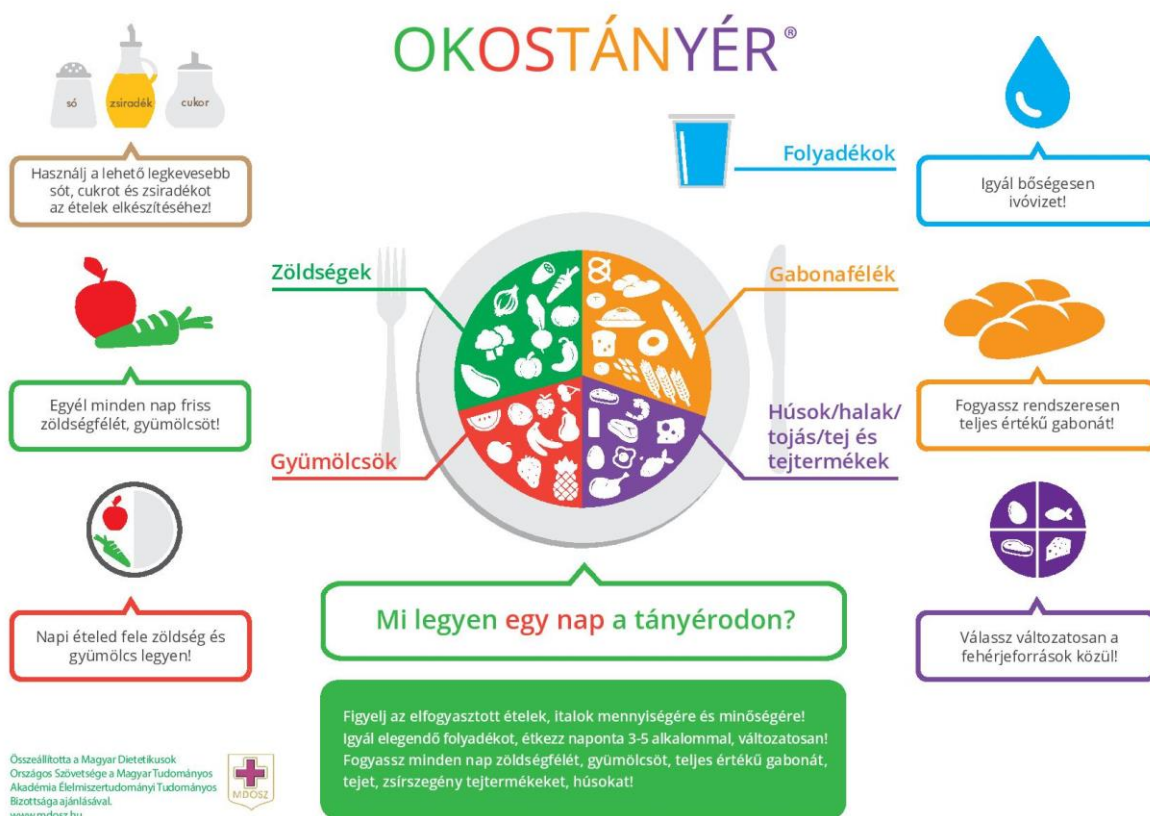 OKOSTÁNYÉR®
só
zsiradék
cukor
Használj a lehető legkevesebb
sót, cukrot és zsiradékot
az ételek elkészítéséhez!
Egyél minden nap friss
zöldségfélét, gyümölcsöt!
Napi ételed fele zöldség és
gyümölcs legyen!
Zöldségek
Gyümölcsök
Folyadékok
Gabonafélék
Húsok/halak/
tojás/tej és
tejtermékek
Igyál bőségesen
ivóvizet!
Fogyassz rendszeresen
teljes értékű gabonát!
Válassz változatosan a
fehérjeforrások közül!
Mi legyen egy nap a tányérodon?
Figyelj az elfogyasztott ételek, italok mennyiségére és minőségére!
Igyál elegendő folyadékot, étkezz naponta 3-5 alkalommal, változatosan!
Fogyassz minden nap zöldségfélét, gyümölcsöt, teljes értékű gabonát,
tejet, zsírszegény tejtermékeket, húsokat!
Összeállította a Magyar Dietetikusok
Országos Szövetsége a Magyar Tudományos
Akadémia Élelmiszertudományi Tudományos
Bizottsága ajánlásával.
www.mdosz.hu
MDOSZ